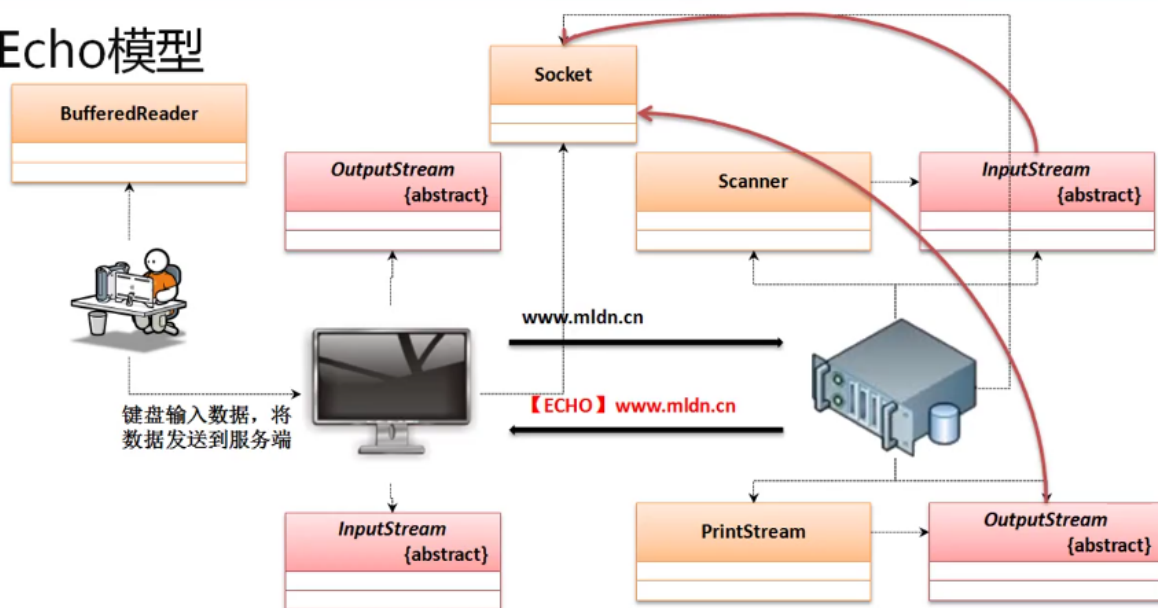 Echo模型
BufferedReader
Socket
OutputStream
{abstract}
Scanner
InputStream
{abstract}
www.mldn.cn
【ECHO】www.mldn.cn
键盘输入数据，将
数据发送到服务端
InputStream
{abstract}
PrintStream
OutputStream
{abstract}